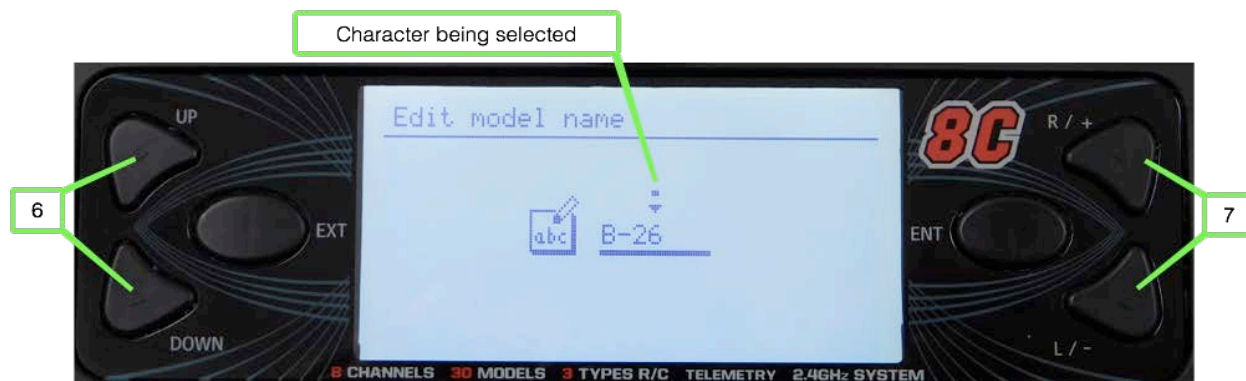 Character being selected
UP
Edit model name
8C
R / +
6
abc
B-26
EXT
ENT
7
DOWN
L / -
8 CHANNELS 30 MODELS 3 TYPES R/C TELEMETRY 2.4GHz SYSTEM